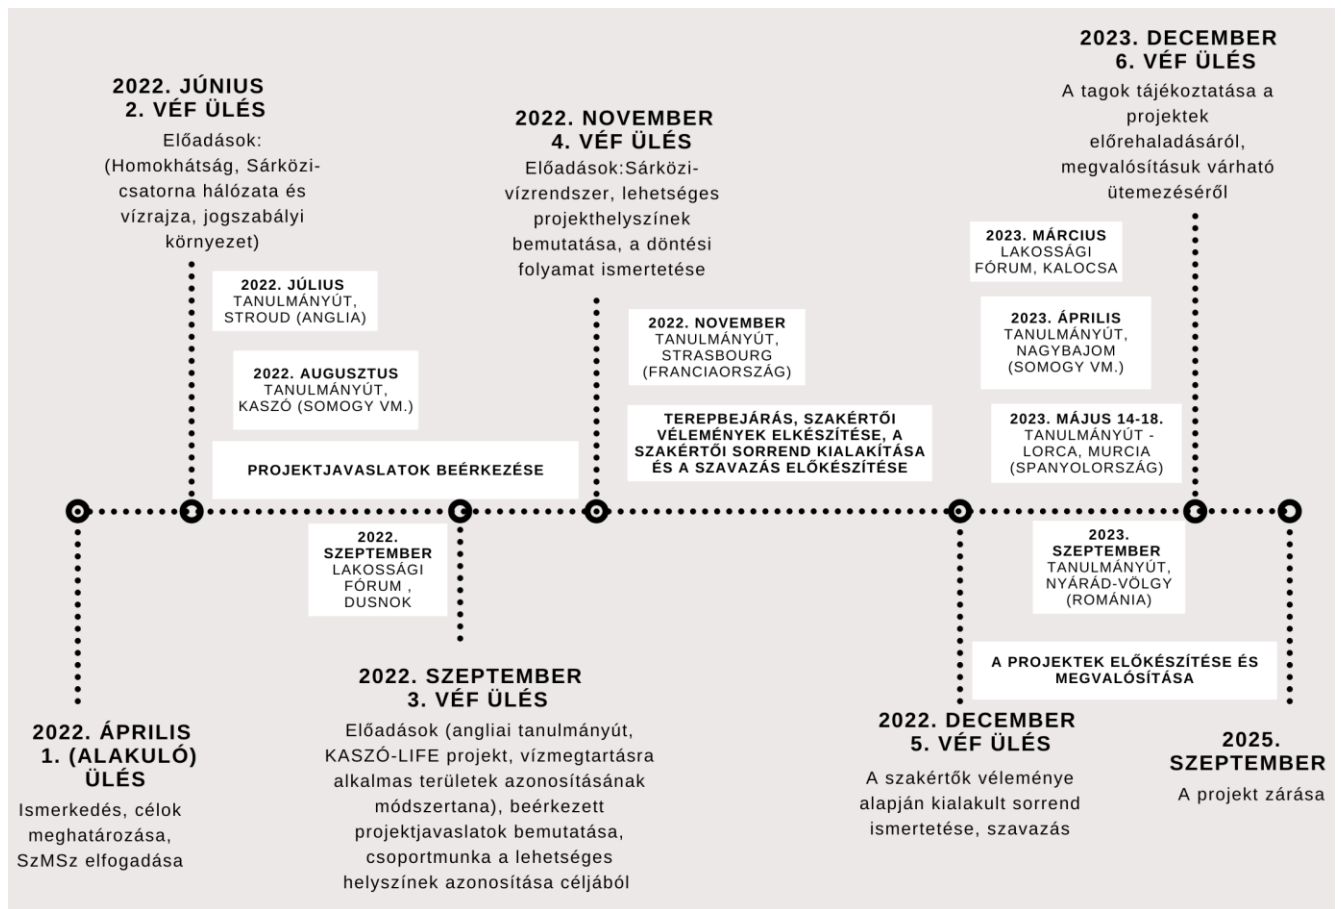 2022. JÚNIUS
2. VÉF ÜLÉS
Előadások:
(Homokhátság, Sárközi-
csatorna hálózata és
vízrajza, jogszabályi
környezet)
2022. JÚLIUS
TANULMÁNYÚT,
STROUD (ANGLIA)
2022. AUGUSZTUS
TANULMÁNYÚT,
KASZÓ (SOMOGY VM.)
PROJEKTJAVASLATOK BEÉRKEZÉSE
2022. NOVEMBER
4. VÉF ÜLÉS
Előadások:Sárközi-
vízrendszer, lehetséges
projekthelyszínek
bemutatása, a döntési
folyamat ismertetése
2022. NOVEMBER
TANULMÁNYÚT,
STRASBOURG
(FRANCIAORSZÁG)
TEREPBEJÁRÁS, SZAKÉRTŐI
VÉLEMÉNYEK ELKÉSZÍTÉSE, A
SZAKÉRTŐI SORREND KIALAKÍTÁSA
ÉS A SZAVAZÁS ELŐKÉSZÍTÉSE
2023. DECEMBER
6. VÉF ÜLÉS
A tagok tájékoztatása a
projektek
előrehaladásáról,
megvalósításuk várható
ütemezéséről
2023. MÁRCIUS
LAKOSSÁGI
FÓRUM, KALOCSA
2023. ÁPRILIS
TANULMÁNYÚT,
NAGYBAJOM
(SOMOGY VM.)
2023. MÁJUS 14-18.
TANULMÁNYÚT -
LORCA, MURCIA
(SPANYOLORSZÁG)
2022. ÁPRILIS
1. (ALAKULÓ)
ÜLÉS
Ismerkedés, célok
meghatározása,
SzMSz elfogadása
2022.
SZEPTEMBER
LAKOSSÁGI
FÓRUM ,
DUSNOK
2022. SZEPTEMBER
3. VÉF ÜLÉS
Előadások (angliai tanulmányút,
KASZÓ-LIFE projekt, vízmegtartásra
alkalmas területek azonosításának
módszertana), beérkezett
projektjavaslatok bemutatása,
csoportmunka a lehetséges
helyszínek azonosítása céljából
2022. DECEMBER
5. VÉF ÜLÉS
A szakértők véleménye
alapján kialakult sorrend
ismertetése, szavazás
2023.
SZEPTEMBER
TANULMÁNYÚT,
NYÁRÁD-VÖLGY
(ROMÁNIA)
A PROJEKTEK ELŐKÉSZÍTÉSE ÉS
MEGVALÓSÍTÁSA
2025.
SZEPTEMBER
A projekt zárása